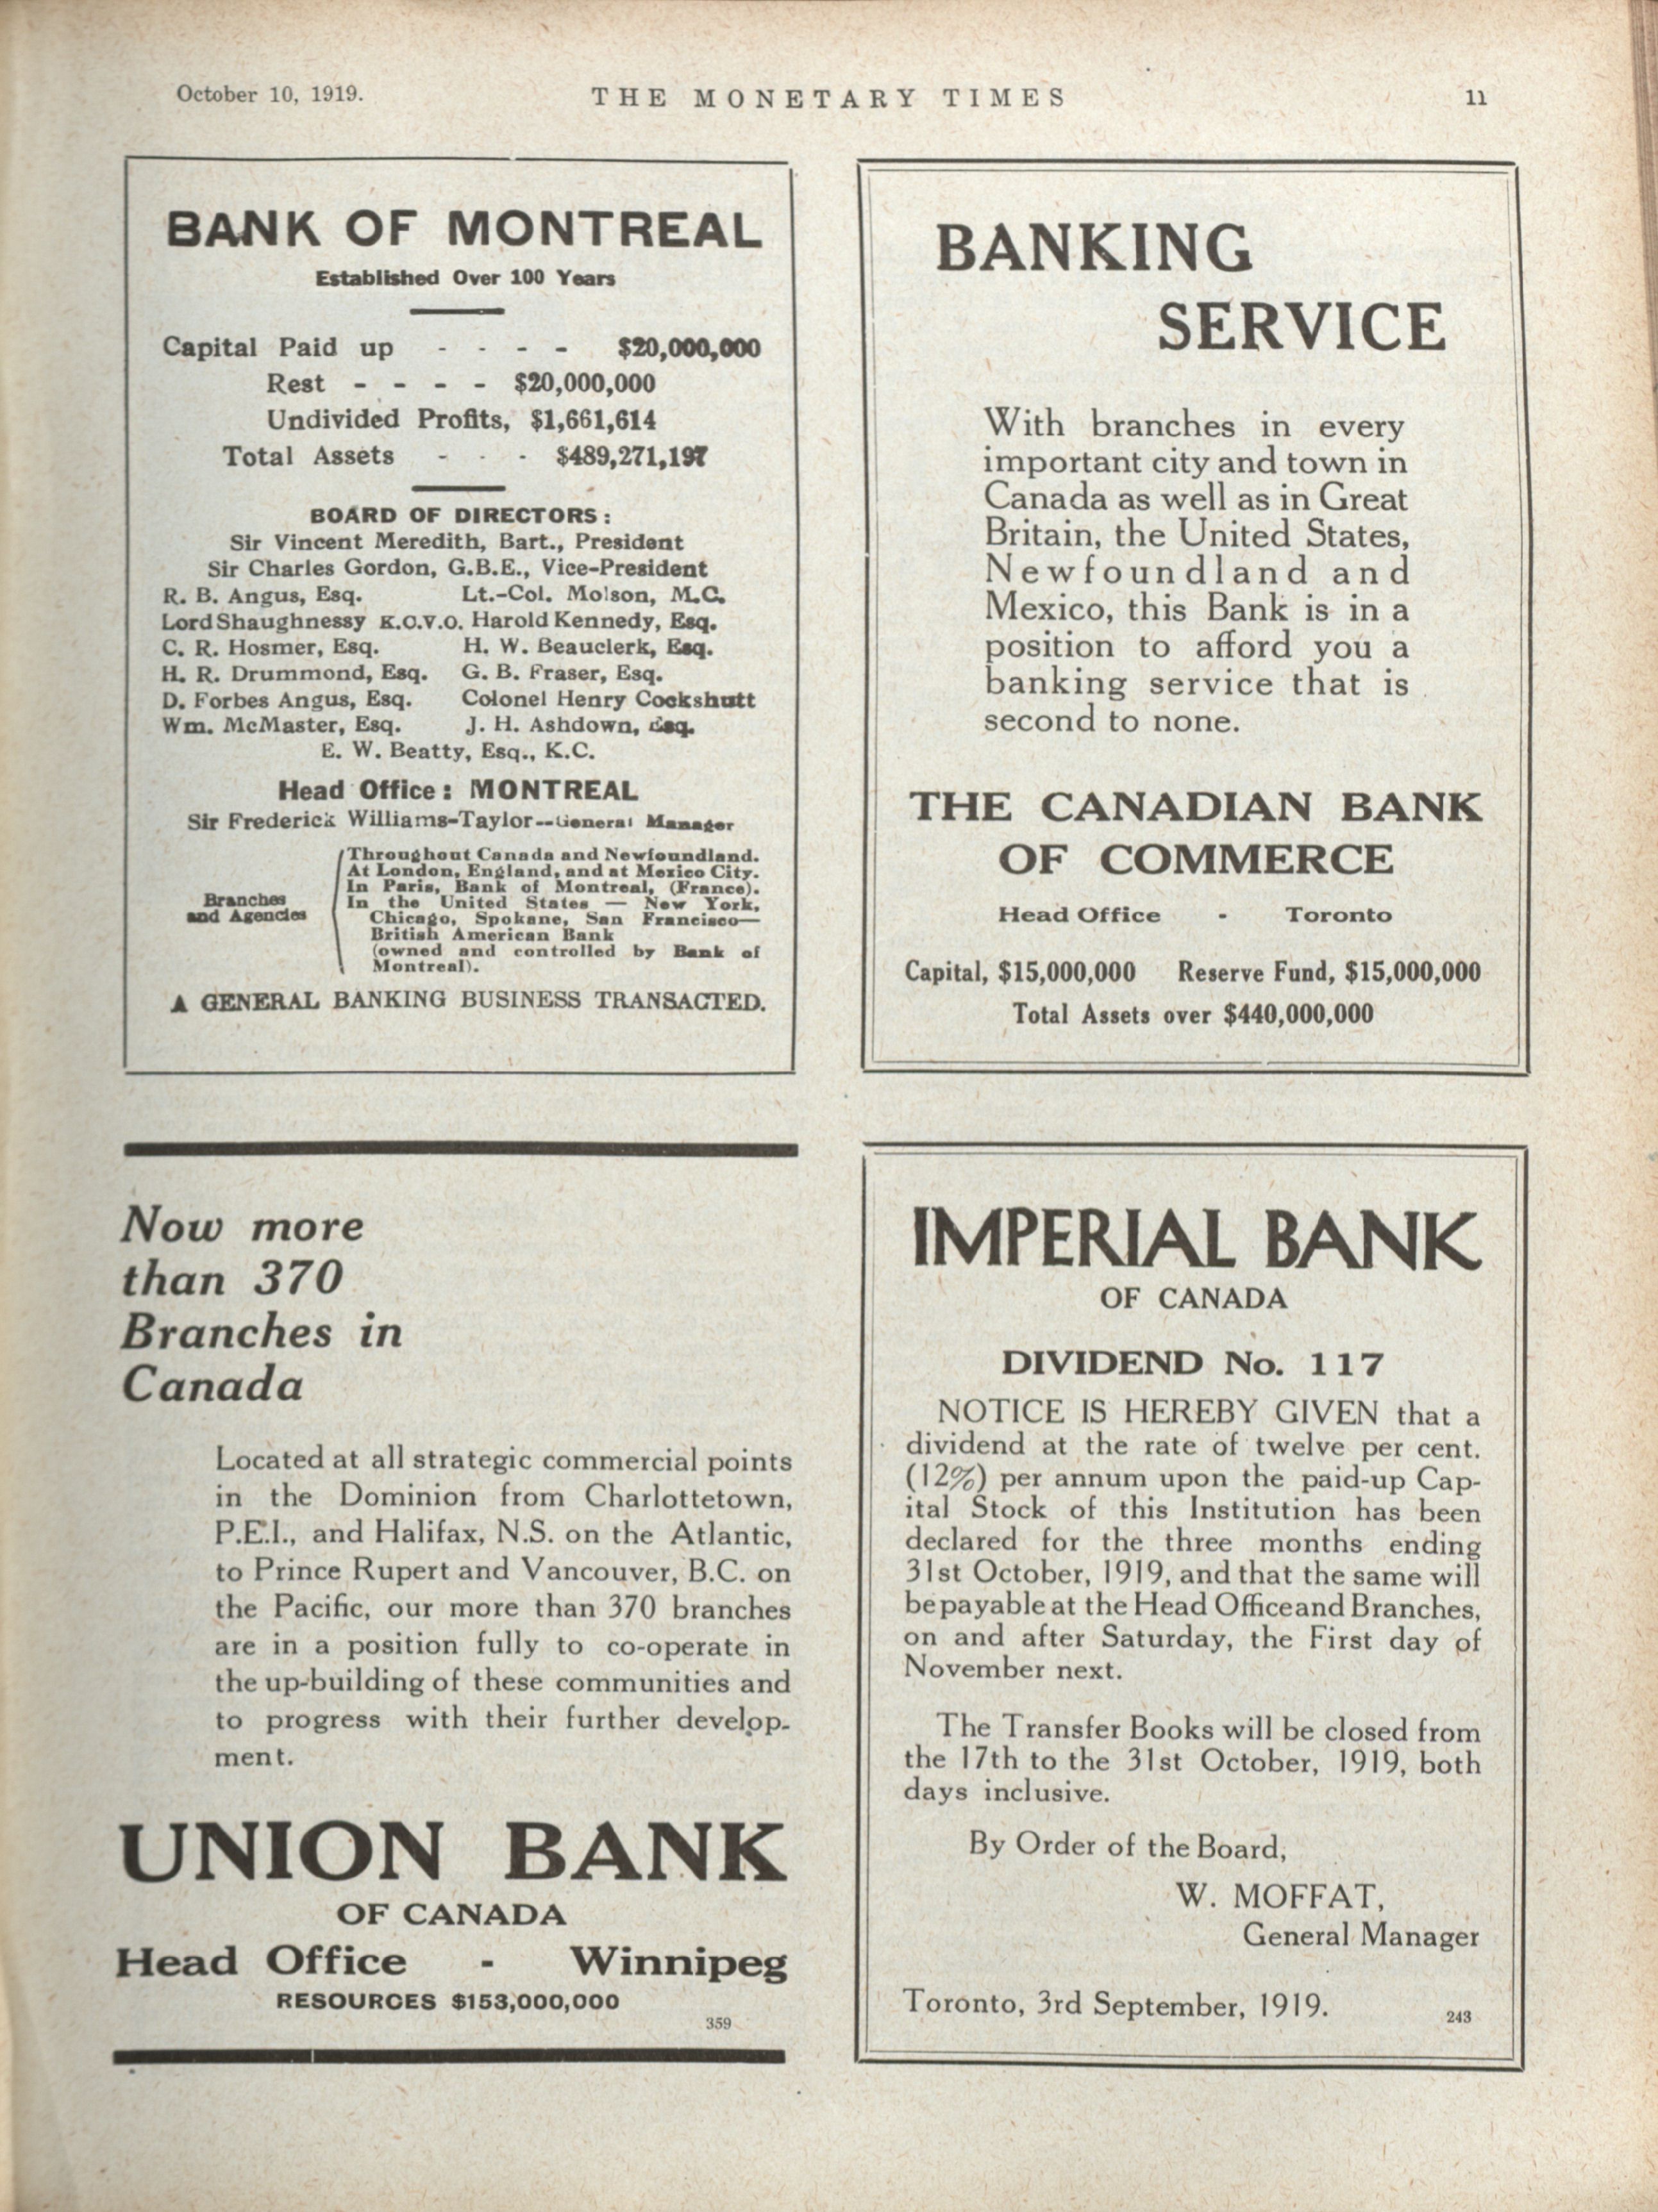 October 10, 1919.
THE MONETARY TIMES
11
BANK OF MONTREAL
Established Over 100 Years
Capital Paid up - - - - $20,000,000
Rest - - - - $20,000,000
Undivided Profits, $1,661,614
Total Assets - - - $489,271,197
BOARD OF DIRECTORS:
Sir Vincent Meredith, Bart., President
Sir Charles Gordon, G.B.E., Vice-President
R. B. Angus, Esq. Lt.-Col. Molson, M.C.
Lord Shaughnessy K.C.V.O. Harold Kennedy, Esq.
C. R. Hosmer, Esq. H. W. Beauclerk, Esq.
H. R. Drummond, Esq. G. B. Fraser, Esq.
D. Forbes Angus, Esq. Colonel Henry Cockshutt
Wm. McMaster, Esq. J. H. Ashdown, Esq.
E. W. Beatty, Esq., K.C.
Head Office: MONTREAL
Sir Frederick Williams-Taylor--General Manager
Branches
and Agencies
Throughout Canada and Newfoundland.
At London, England, and at Mexico City.
In Paris, Bank of Montreal, (France).
In the United States — New York,
Chicago, Spokane, San Francisco—
British American Bank
(owned and controlled by Bank of
Montreal).
A GENERAL BANKING BUSINESS TRANSACTED.
BANKING
SERVICE
With branches in every
important city and town in
Canada as well as in Great
Britain, the United States,
Newfoundland and
Mexico, this Bank is in a
position to afford you a
banking service that is
second to none.
THE CANADIAN BANK
OF COMMERCE
Head Office - Toronto
Capital, $15,000,000 Reserve Fund, $15,000,000
Total Assets over $440,000,000
Now more
than 370
Branches in
Canada
Located at all strategic commercial points
in the Dominion from Charlottetown,
P.E.I., and Halifax, N.S. on the Atlantic,
to Prince Rupert and Vancouver, B.C. on
the Pacific, our more than 370 branches
are in a position fully to co-operate in
the up-building of these communities and
to progress with their further develop-
ment.
UNION BANK
OF CANADA
Head Office - Winnipeg
RESOURCES $153,000,000
359
IMPERIAL BANK
OF CANADA
DIVIDEND No. 117
NOTICE IS HEREBY GIVEN that a
dividend at the rate of twelve per cent.
(12%) per annum upon the paid-up Cap-
ital Stock of this Institution has been
declared for the three months ending
31st October, 1919, and that the same will
be payable at the Head Office and Branches,
on and after Saturday, the First day of
November next.
The Transfer Books will be closed from
the 17th to the 31st October, 1919, both
days inclusive.
By Order of the Board,
W. MOFFAT,
General Manager
Toronto, 3rd September, 1919.
243